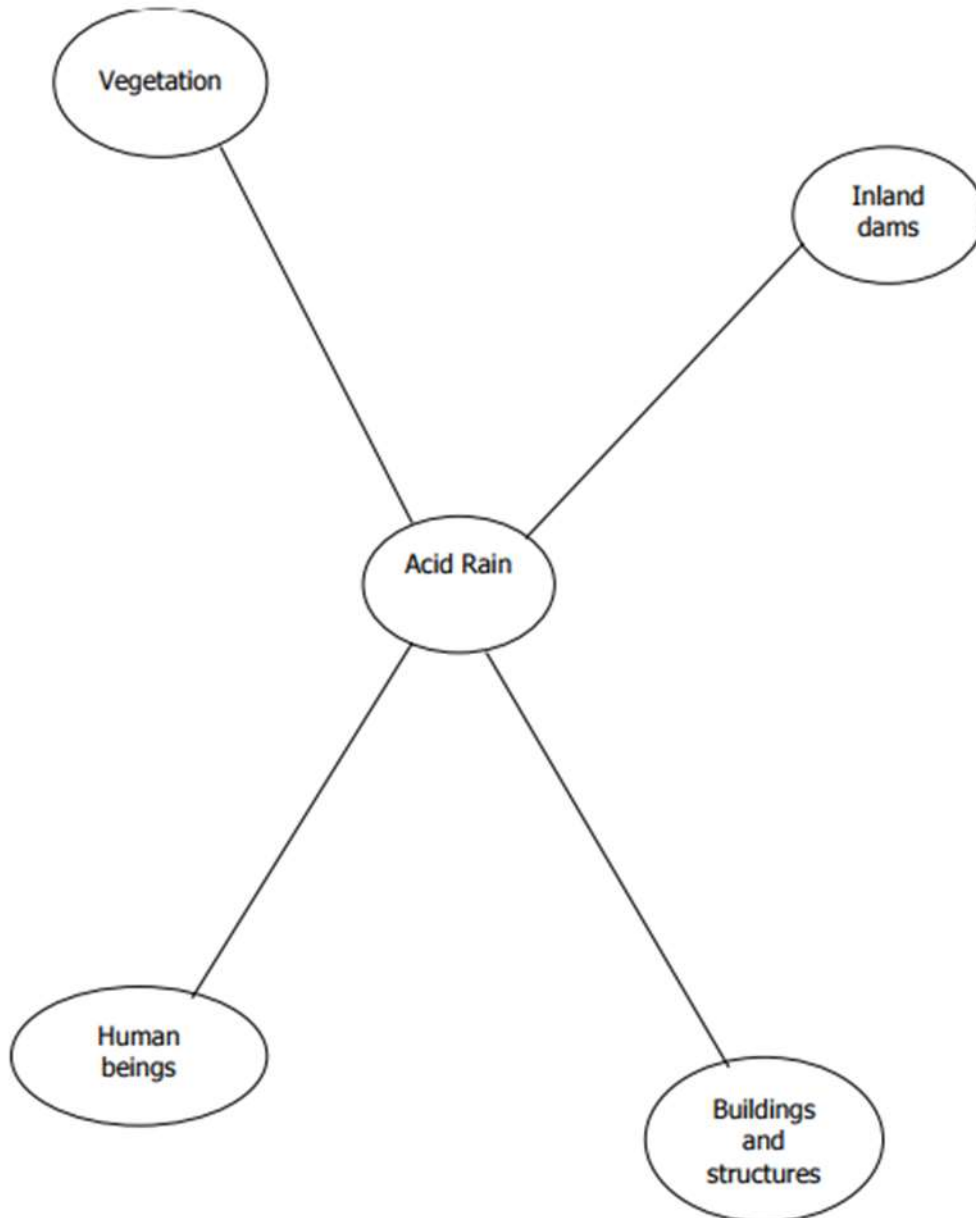 Vegetation
Inland
dams
Acid Rain
Human
beings
Buildings
and
structures